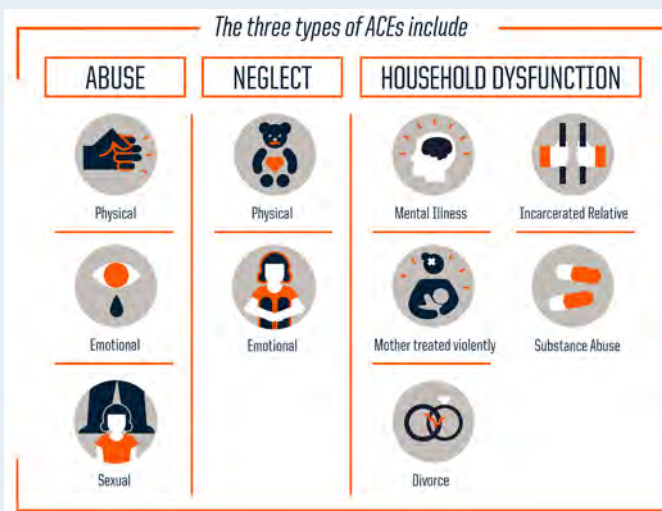 The three types of ACEs include
ABUSE
NEGLECT
HOUSEHOLD DYSFUNCTION
Physical
Physical
Mental Illness
Incarcerated Relative
Emotional
Emotional
Mother treated violently
Substance Abuse
Sexual
Divorce